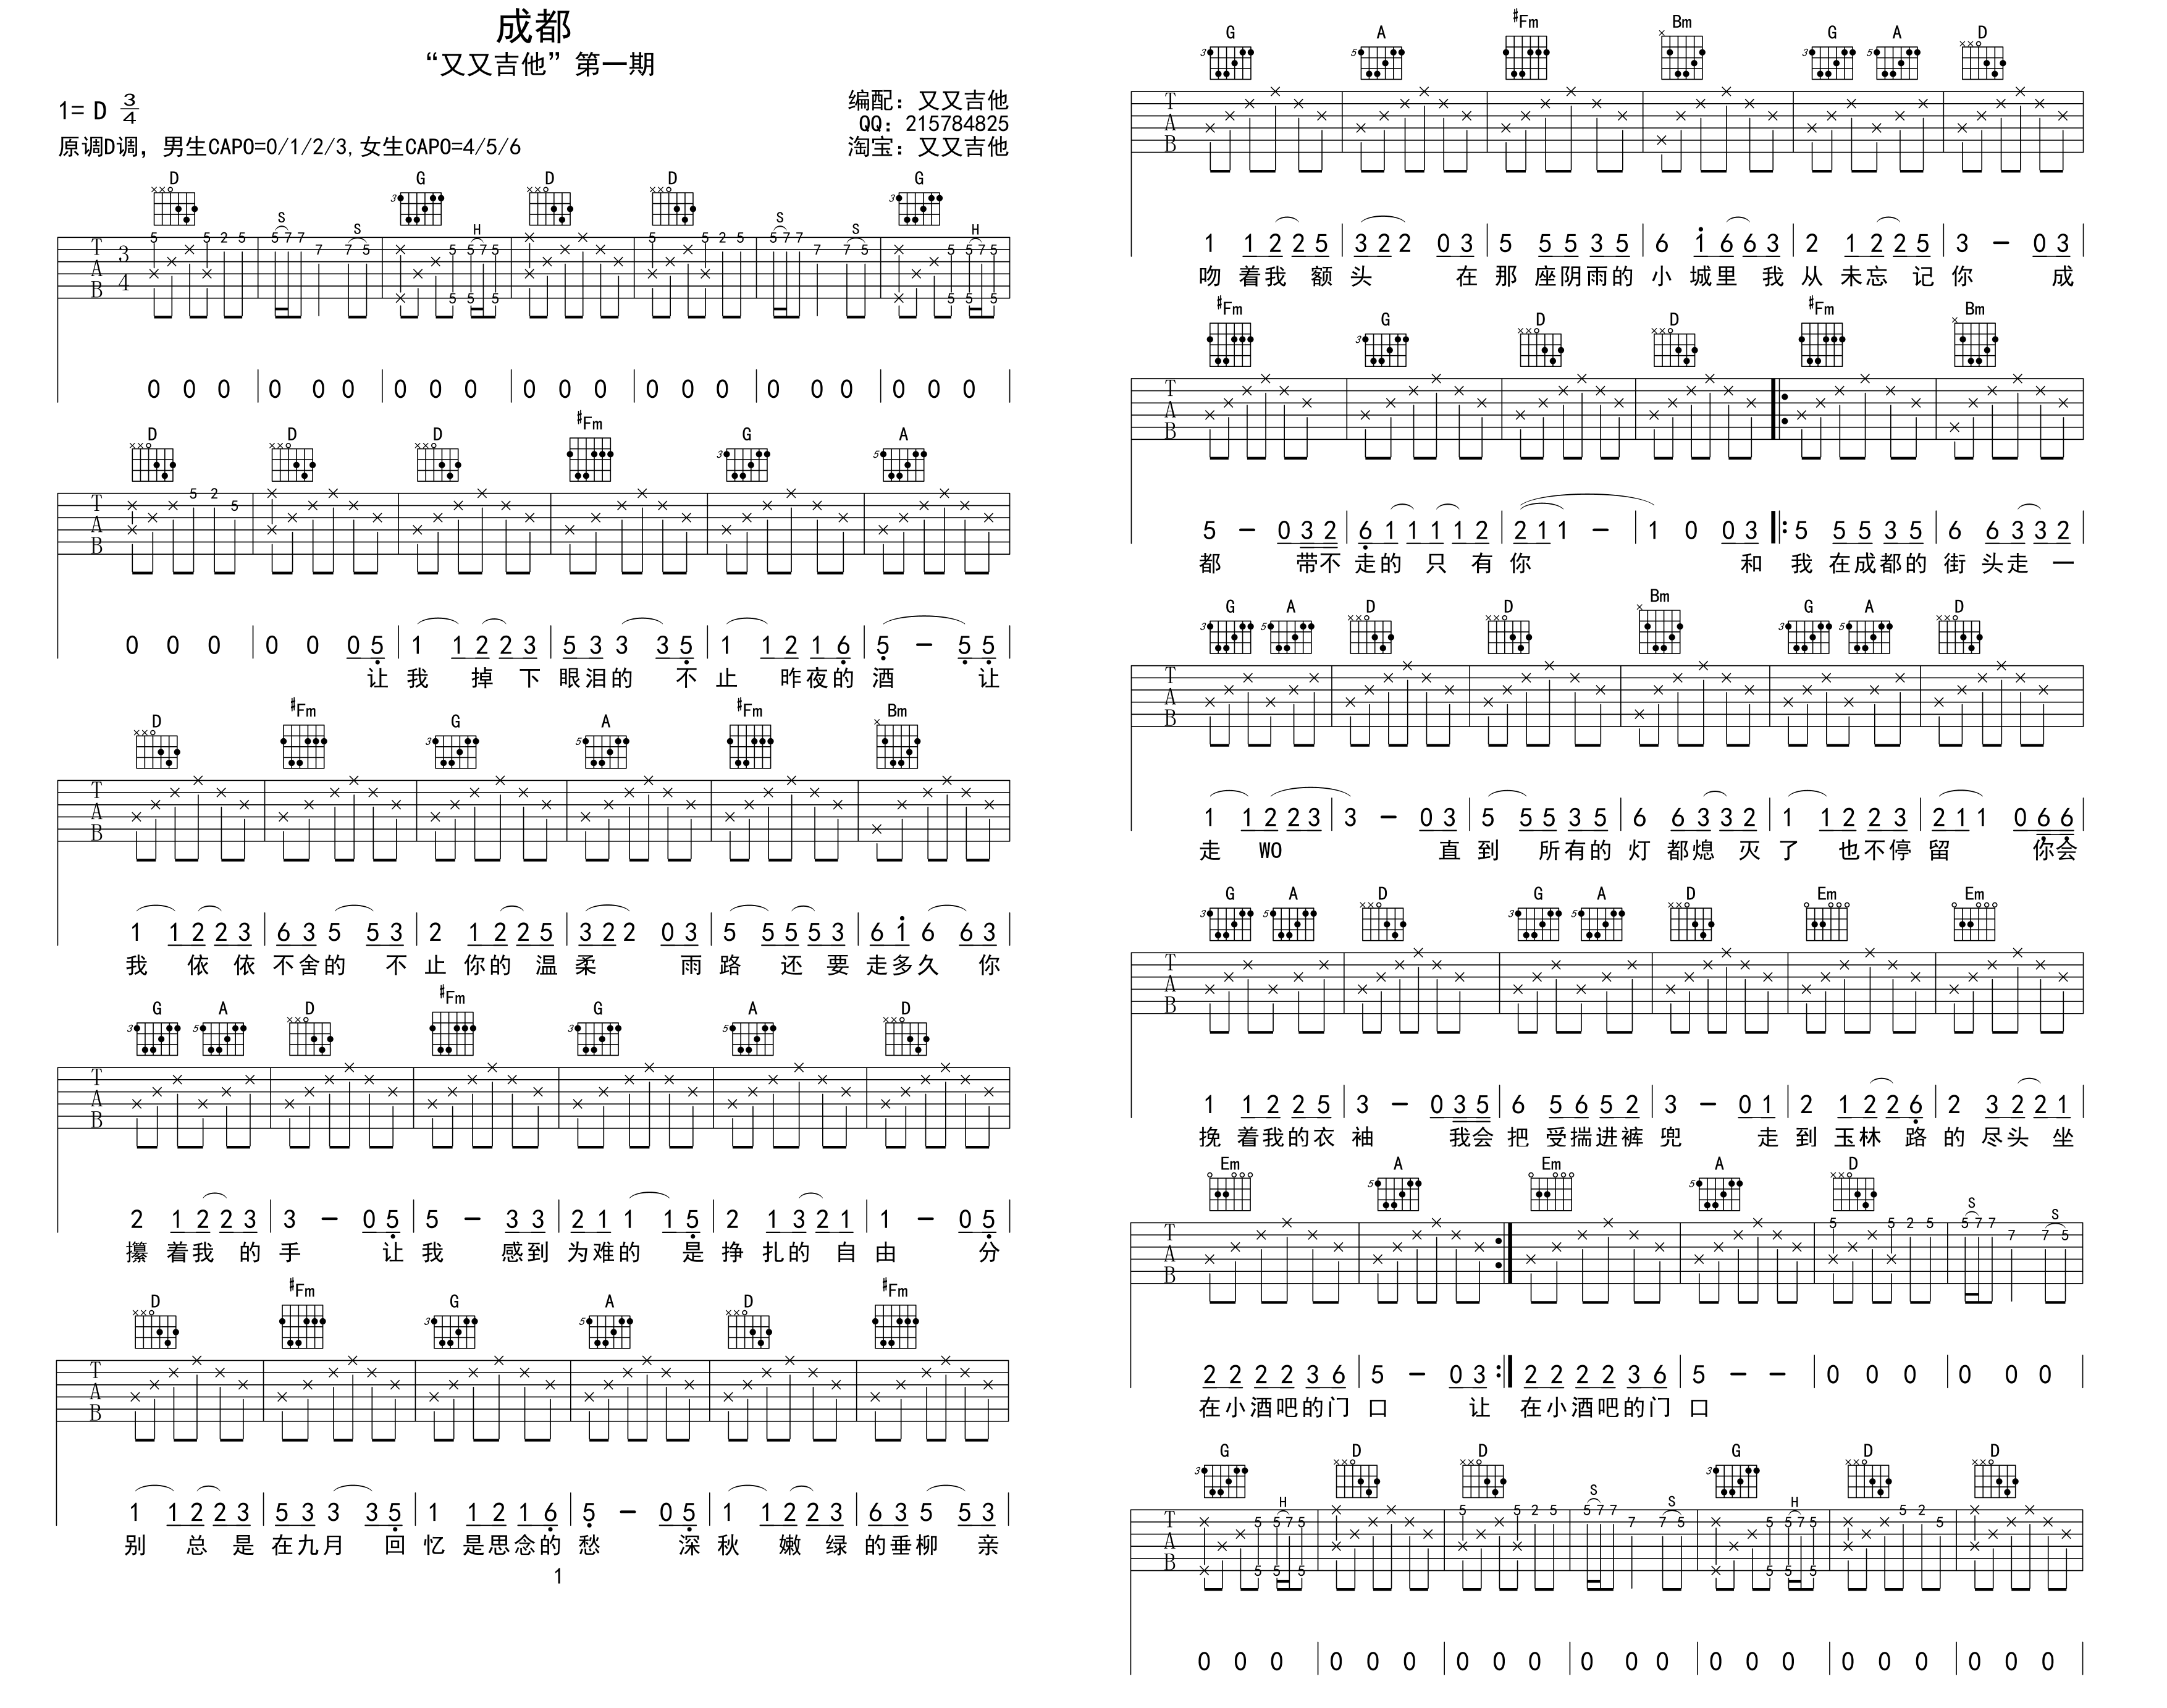 成都
“又又吉他”第一期
1= D 3/4
编配：又又吉他
QQ：215784825
原调D调，男生CAPO=0/1/2/3,女生CAPO=4/5/6
淘宝：又又吉他
D G D D G
S S H S S H
T A B 3 4
0 0 0 | 0 0 0 | 0 0 0 | 0 0 0 | 0 0 0 | 0 0 0 | 0 0 0
D D D #Fm G A
T A B
0 0 0 | 0 0 0 5 | 1 1 2 2 3 | 5 3 3 3 5 | 1 1 2 1 6 | 5 - 5 5
让 我 掉 下 眼泪的 不 止 昨夜的 酒 让
D #Fm G A #Fm Bm
T A B
1 1 2 2 3 | 6 3 5 5 3 | 2 1 2 2 5 | 3 2 2 0 3 | 5 5 5 5 3 | 6 1 6 6 3
我 依 依 不舍的 不 止 你的 温 柔 雨 路 还 要 走多久 你
G A D #Fm G A D
T A B
2 1 2 2 3 | 3 - 0 5 | 5 - 3 3 | 2 1 1 1 5 | 2 1 3 2 1 | 1 - 0 5
攥 着我 的 手 让 我 感到 为难的 是 挣 扎的 自 由 分
D #Fm G A D #Fm
T A B
1 1 2 2 3 | 5 3 3 3 5 | 1 1 2 1 6 | 5 - 0 5 | 1 1 2 2 3 | 6 3 5 5 3
别 总 是 在九月 回 忆 是思念的 愁 深 秋 嫩 绿 的垂柳 亲
1
G A #Fm Bm G A D
T A B
1 1 2 2 5 | 3 2 2 0 3 | 5 5 5 3 5 | 6 1 6 6 3 | 2 1 2 2 5 | 3 - 0 3
吻 着我 额 头 在 那 座阴雨的 小 城里 我 从 未忘 记 你 成
#Fm G D D #Fm Bm
T A B
5 - 0 3 2 | 6 1 1 1 1 2 | 2 1 1 - | 1 0 0 3 |: 5 5 5 3 5 | 6 6 3 3 2
都 带不 走的 只 有 你 和 我 在成都的 街 头走 一
G A D D Bm G A D
T A B
1 1 2 2 3 | 3 - 0 3 | 5 5 5 3 5 | 6 6 3 3 2 | 1 1 2 2 3 | 2 1 1 0 6 6
走 WO 直 到 所有的 灯 都熄 灭 了 也不停 留 你会
G A D G A D Em Em
T A B
1 1 2 2 5 | 3 - 0 3 5 | 6 5 6 5 2 | 3 - 0 1 | 2 1 2 2 6 | 2 3 2 2 1
挽 着我的衣 袖 我会 把 受揣进裤 兜 走 到 玉林 路 的 尽头 坐
Em A Em A D
S S
T A B
2 2 2 2 3 6 | 5 - 0 3 :| 2 2 2 2 3 6 | 5 - - | 0 0 0 | 0 0 0
在小酒吧的门 口 让 在小酒吧的门 口
G D D G D D
H S S H
T A B
0 0 0 | 0 0 0 | 0 0 0 | 0 0 0 | 0 0 0 | 0 0 0 | 0 0 0